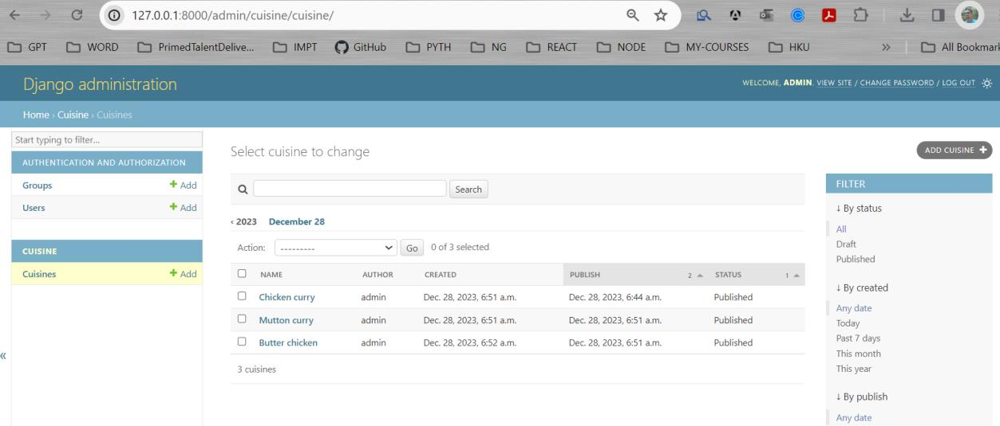 127.0.0.1:8000/admin/cuisine/cuisine/
GPT WORD PrimedTalentDelive... IMPT GitHub PYTH NG REACT NODE MY-COURSES HKU » All Bookmar
Django administration
WELCOME, ADMIN. VIEW SITE / CHANGE PASSWORD / LOG OUT
Home › Cuisine › Cuisines
Start typing to filter...
AUTHENTICATION AND AUTHORIZATION
Groups + Add
Users + Add
CUISINE
Cuisines + Add
«
Select cuisine to change
ADD CUISINE +
Search
‹ 2023 December 28
Action: --------- Go 0 of 3 selected
NAME AUTHOR CREATED PUBLISH 2 STATUS 1
Chicken curry admin Dec. 28, 2023, 6:51 a.m. Dec. 28, 2023, 6:44 a.m. Published
Mutton curry admin Dec. 28, 2023, 6:51 a.m. Dec. 28, 2023, 6:51 a.m. Published
Butter chicken admin Dec. 28, 2023, 6:52 a.m. Dec. 28, 2023, 6:51 a.m. Published
3 cuisines
FILTER
↓ By status
All
Draft
Published
↓ By created
Any date
Today
Past 7 days
This month
This year
↓ By publish
Any date